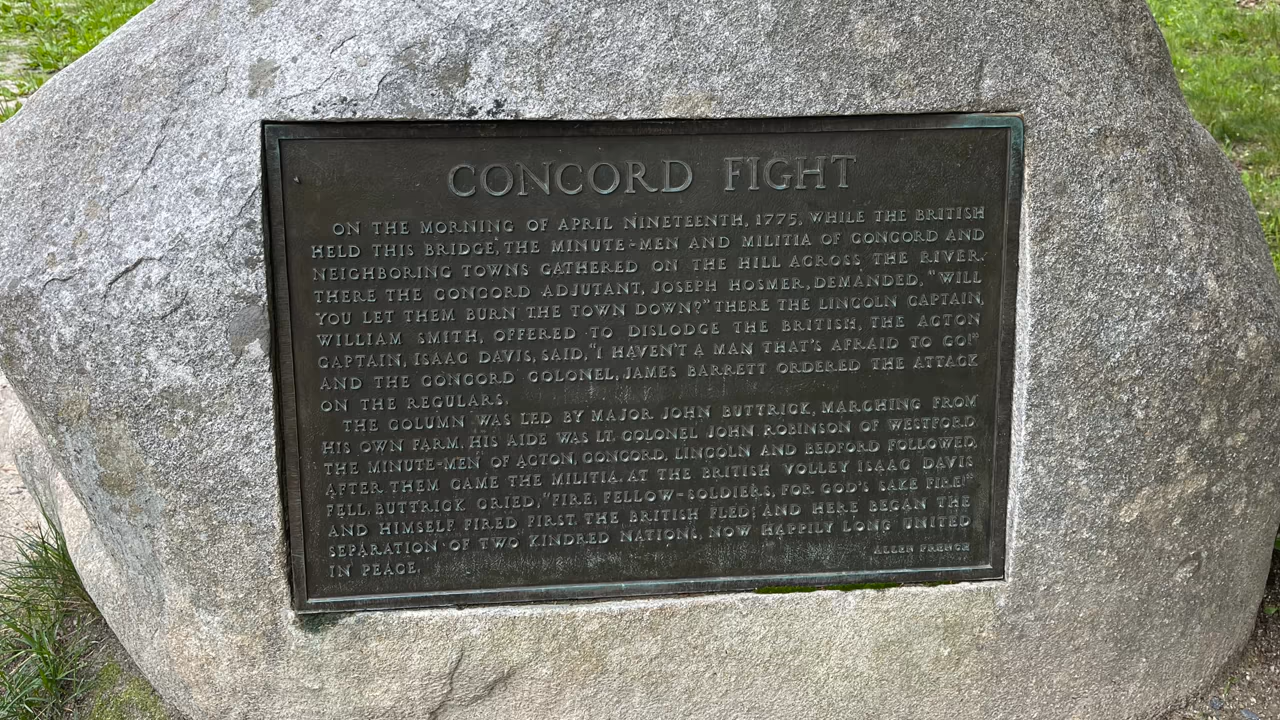 CONCORD FIGHT
ON THE MORNING OF APRIL NINETEENTH, 1775, WHILE THE BRITISH
HELD THIS BRIDGE, THE MINUTE-MEN AND MILITIA OF CONCORD AND
NEIGHBORING TOWNS GATHERED ON THE HILL ACROSS THE RIVER.
THERE THE CONCORD ADJUTANT, JOSEPH HOSMER, DEMANDED, "WILL
YOU LET THEM BURN THE TOWN DOWN?" THERE THE LINCOLN CAPTAIN,
WILLIAM SMITH, OFFERED TO DISLODGE THE BRITISH, THE ACTON
CAPTAIN, ISAAC DAVIS, SAID, "I HAVEN'T A MAN THAT'S AFRAID TO GO!"
AND THE CONCORD COLONEL, JAMES BARRETT ORDERED THE ATTACK
ON THE REGULARS.
THE COLUMN WAS LED BY MAJOR JOHN BUTTRICK, MARCHING FROM
HIS OWN FARM. HIS AIDE WAS LT. COLONEL JOHN ROBINSON OF WESTFORD.
THE MINUTE-MEN OF ACTON, CONCORD, LINCOLN AND BEDFORD FOLLOWED,
AFTER THEM CAME THE MILITIA. AT THE BRITISH VOLLEY ISAAC DAVIS
FELL. BUTTRICK CRIED, "FIRE, FELLOW-SOLDIERS, FOR GOD'S SAKE FIRE!"
AND HIMSELF FIRED FIRST. THE BRITISH FLED; AND HERE BEGAN THE
SEPARATION OF TWO KINDRED NATIONS, NOW HAPPILY LONG UNITED
IN PEACE.
ALLEN FRENCH